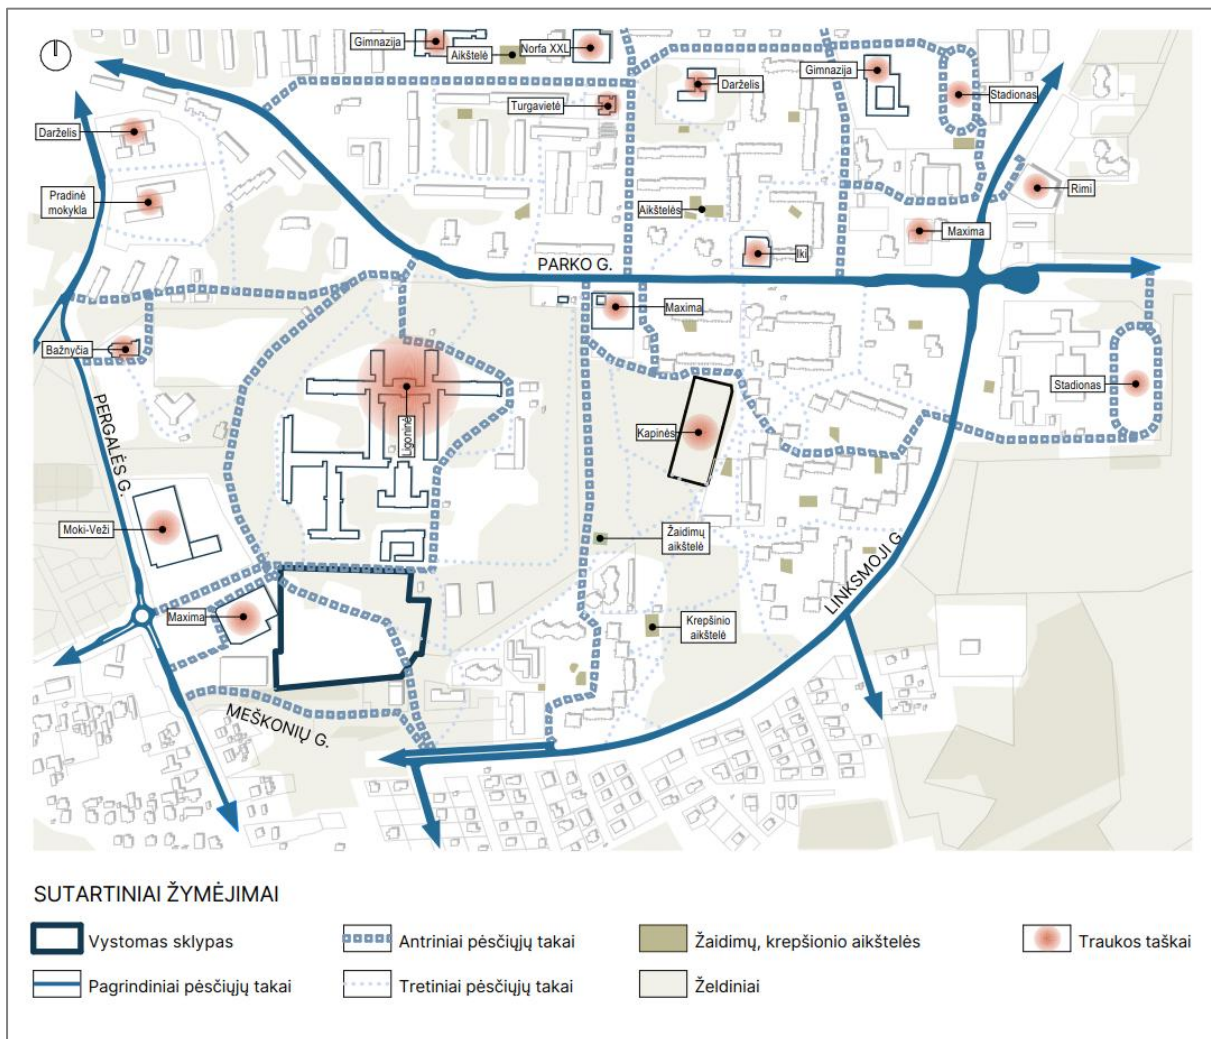 Gimnazija
Aikštelė
Norfa XXL
Gimnazija
Darželis
Stadionas
Turgavietė
Darželis
Rimi
Pradinė
mokykla
Aikštelės
Maxima
Iki
PARKO G.
Maxima
Bažnyčia
Stadionas
PERGALĖS G.
Ligoninė
Kapinės
Moki-Veži
Žaidimų
aikštelė
LINKSMOJI G.
Maxima
Krepšinio
aikštelė
MEŠKONIŲ G.
SUTARTINIAI ŽYMĖJIMAI
Vystomas sklypas
Antriniai pėsčiųjų takai
Žaidimų, krepšionio aikštelės
Traukos taškai
Pagrindiniai pėsčiųjų takai
Tretiniai pėsčiųjų takai
Želdiniai